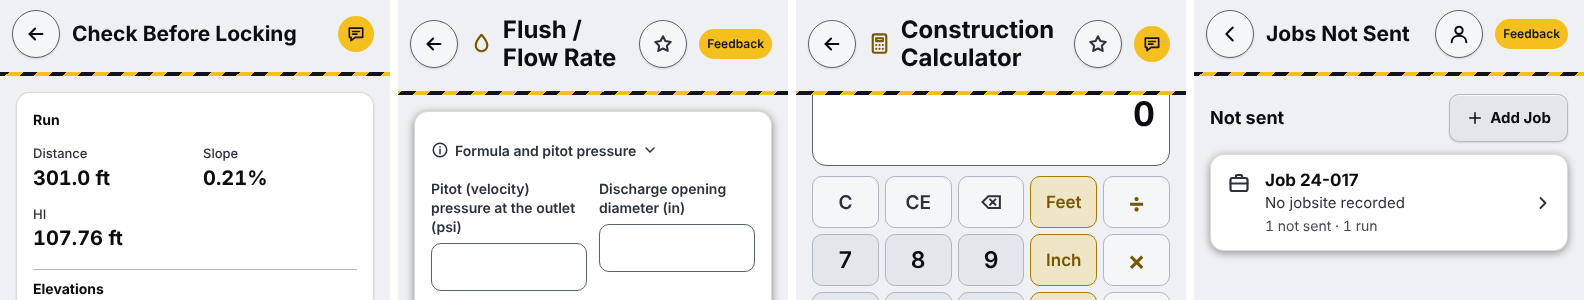 Check Before Locking
Run
Distance
Slope
301.0 ft
0.21%
HI
107.76 ft
Elevations
Flush /
Flow Rate
Feedback
Formula and pitot pressure
Pitot (velocity)
pressure at the outlet
(psi)
Discharge opening
diameter (in)
Construction
Calculator
0
C
CE
Feet
÷
7
8
9
Inch
×
Jobs Not Sent
Feedback
Not sent
+ Add Job
Job 24-017
No jobsite recorded
1 not sent · 1 run